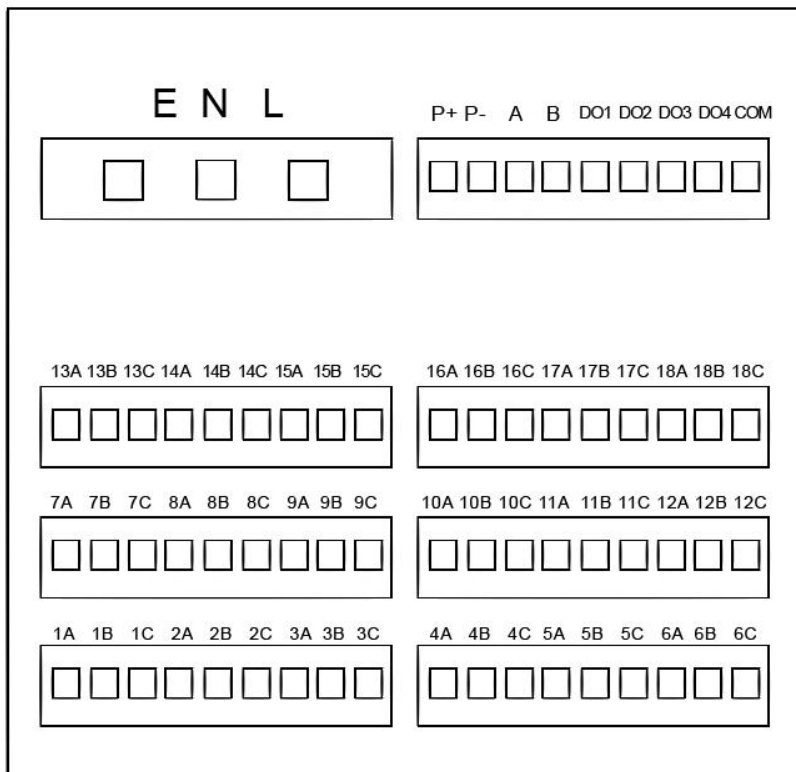 E N L
P+ P- A B DO1 DO2 DO3 DO4 COM
13A 13B 13C 14A 14B 14C 15A 15B 15C
16A 16B 16C 17A 17B 17C 18A 18B 18C
7A 7B 7C 8A 8B 8C 9A 9B 9C
10A 10B 10C 11A 11B 11C 12A 12B 12C
1A 1B 1C 2A 2B 2C 3A 3B 3C
4A 4B 4C 5A 5B 5C 6A 6B 6C